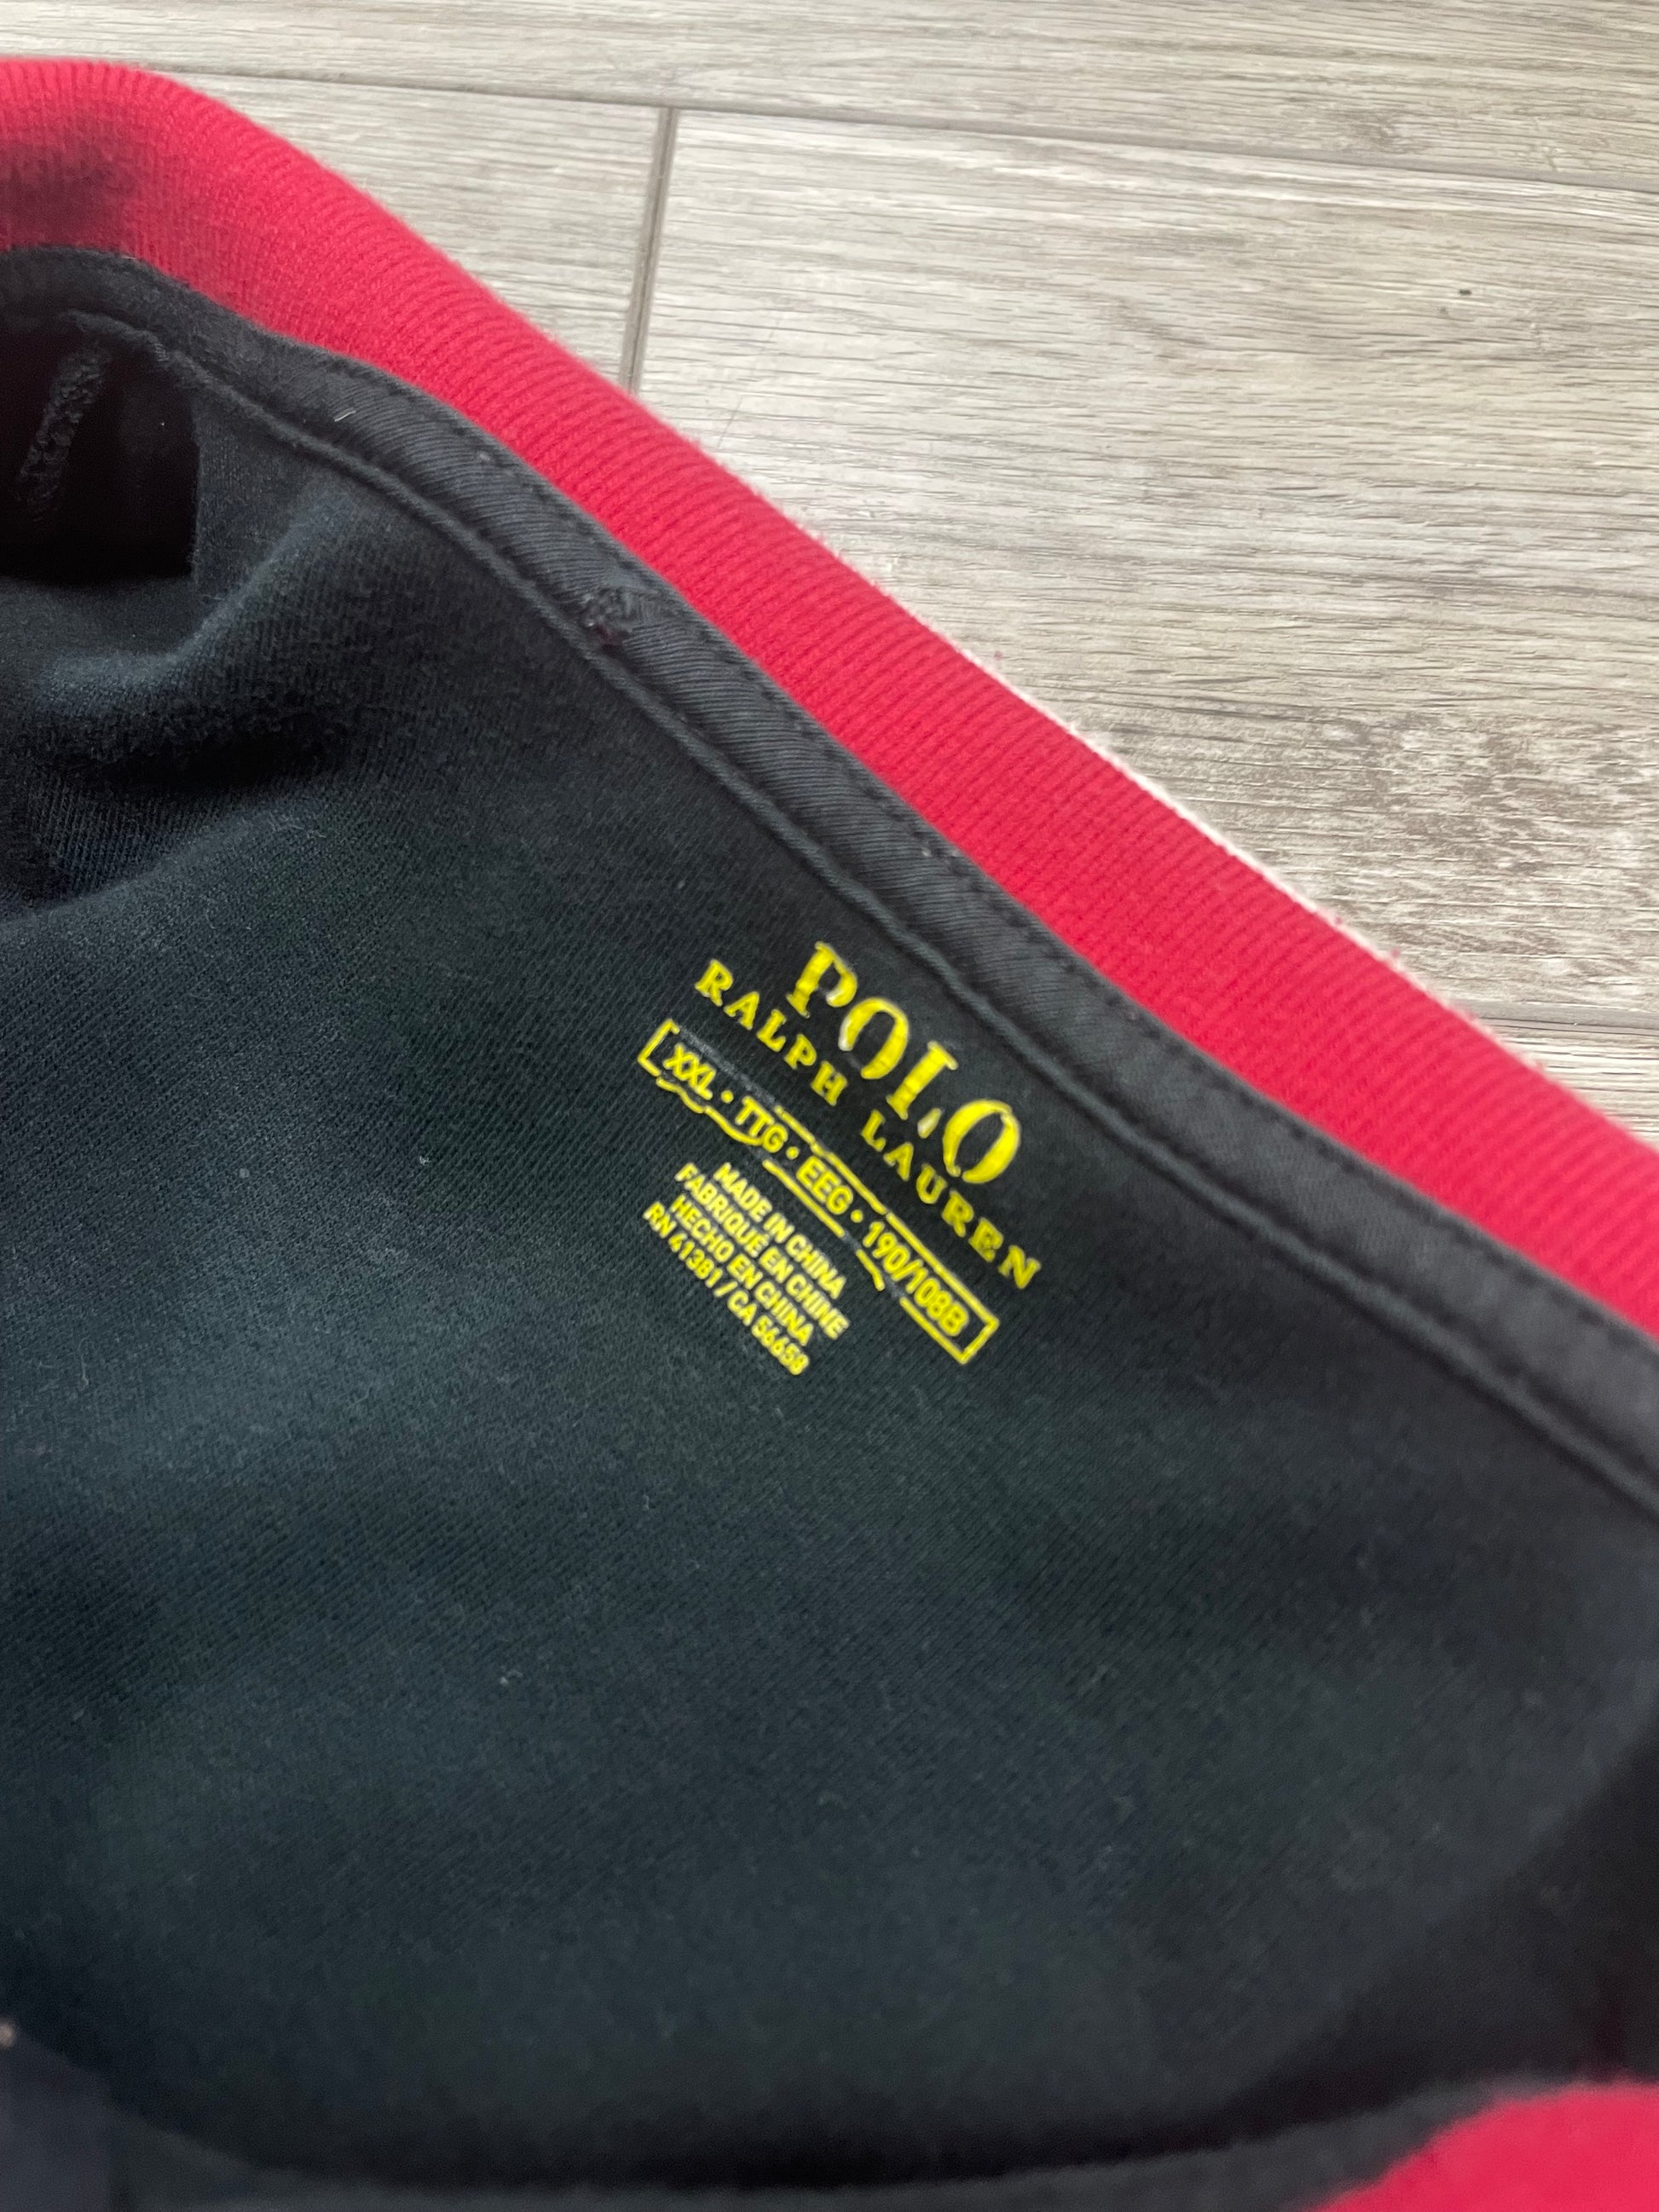 POLO
RALPH LAUREN
XXL • TTG • EEG • 190/108B
MADE IN CHINA
FABRIQUÉ EN CHINE
HECHO EN CHINA
RN 41381 / CA 56658